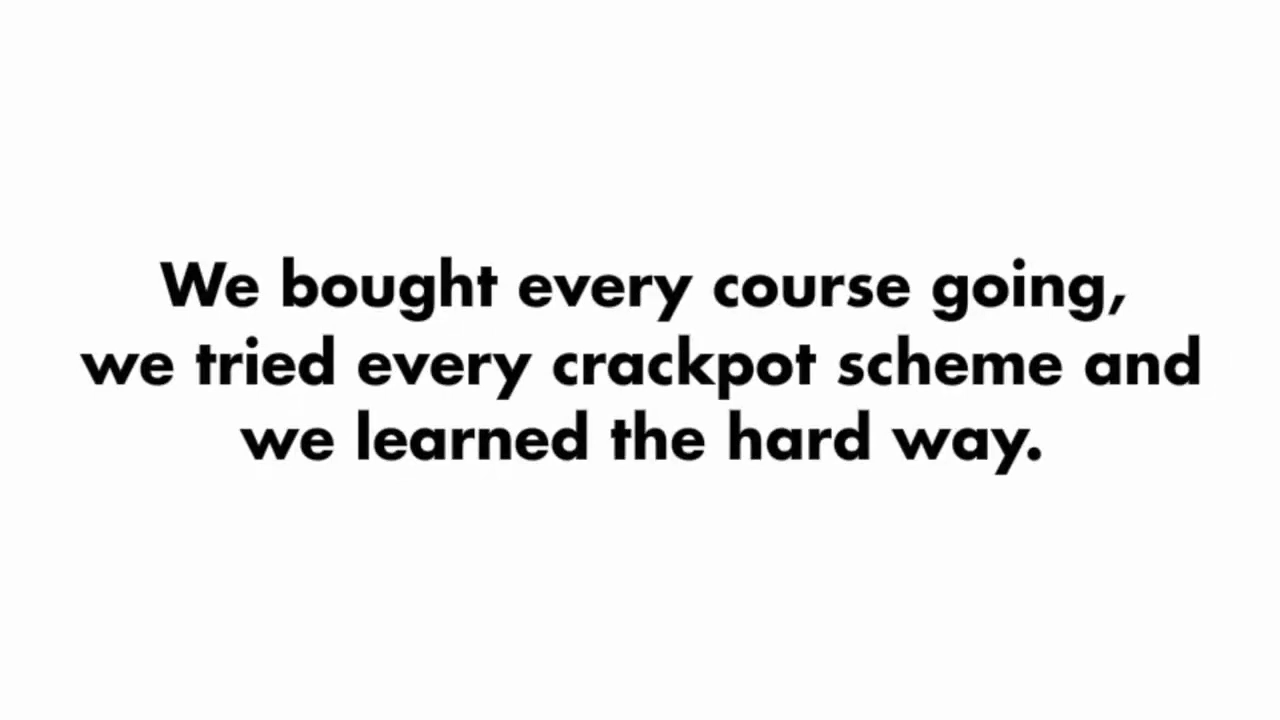 We bought every course going,
we tried every crackpot scheme and
we learned the hard way.